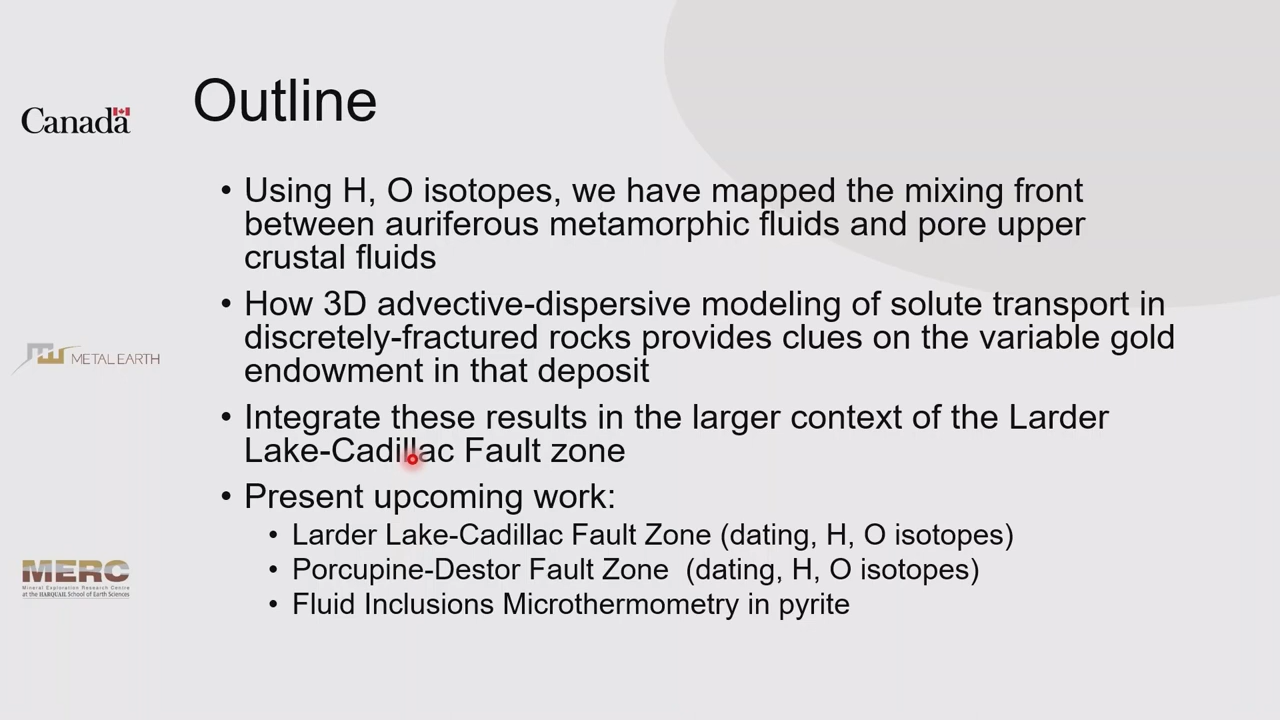 Outline
Canada
• Using H, O isotopes, we have mapped the mixing front
between auriferous metamorphic fluids and pore upper
crustal fluids
• How 3D advective-dispersive modeling of solute transport in
discretely-fractured rocks provides clues on the variable gold
endowment in that deposit
METAL EARTH
• Integrate these results in the larger context of the Larder
Lake-Cadillac Fault zone
• Present upcoming work:
• Larder Lake-Cadillac Fault Zone (dating, H, O isotopes)
• Porcupine-Destor Fault Zone (dating, H, O isotopes)
• Fluid Inclusions Microthermometry in pyrite
MERC
Mineral Exploration Research Centre
at the HARQUAIL School of Earth Sciences